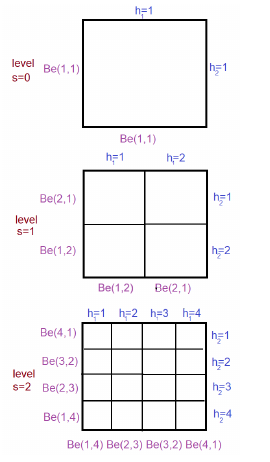 h₁=1
level
s=0
Be(1,1)
h₂=1
Be(1,1)
h₁=1 h₁=2
Be(2,1)
h₂=1
level
s=1
Be(1,2)
h₂=2
Be(1,2) Be(2,1)
h₁=1 h₁=2 h₁=3 h₁=4
Be(4,1)
h₂=1
Be(3,2)
h₂=2
level
s=2
Be(2,3)
h₂=3
Be(1,4)
h₂=4
Be(1,4) Be(2,3) Be(3,2) Be(4,1)